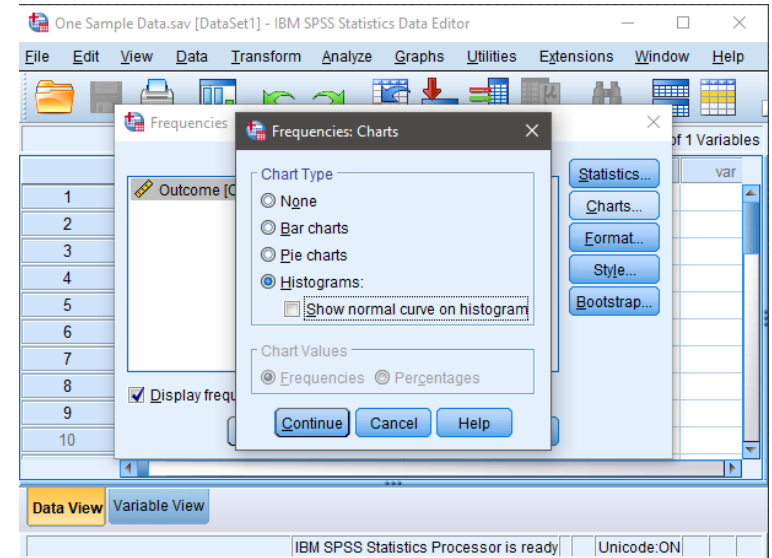 One Sample Data.sav [DataSet1] - IBM SPSS Statistics Data Editor
File Edit View Data Transform Analyze Graphs Utilities Extensions Window Help
Frequencies
of 1 Variables
Frequencies: Charts
var
1
2
3
4
5
6
7
8
9
10
Outcome [O
Display frequ
Chart Type
None
Bar charts
Pie charts
Histograms:
Show normal curve on histogram
Chart Values
Frequencies Percentages
Continue Cancel Help
Statistics...
Charts...
Format...
Style...
Bootstrap...
Data View Variable View
IBM SPSS Statistics Processor is ready Unicode:ON